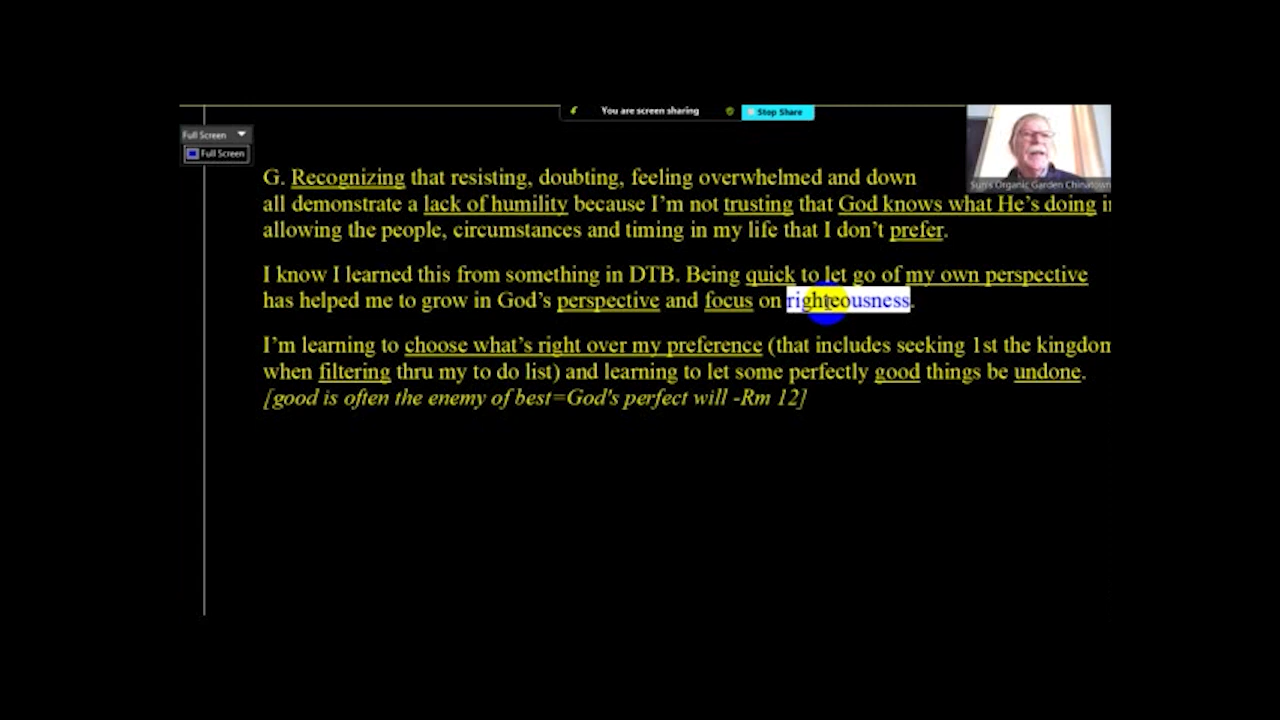 You are screen sharing
Stop Share
Full Screen
Full Screen
Sun's Organic Garden Chinatown
G. Recognizing that resisting, doubting, feeling overwhelmed and down
all demonstrate a lack of humility because I'm not trusting that God knows what He's doing in
allowing the people, circumstances and timing in my life that I don't prefer.
I know I learned this from something in DTB. Being quick to let go of my own perspective
has helped me to grow in God's perspective and focus on righteousness.
I'm learning to choose what's right over my preference (that includes seeking 1st the kingdom
when filtering thru my to do list) and learning to let some perfectly good things be undone.
[good is often the enemy of best=God's perfect will -Rm 12]